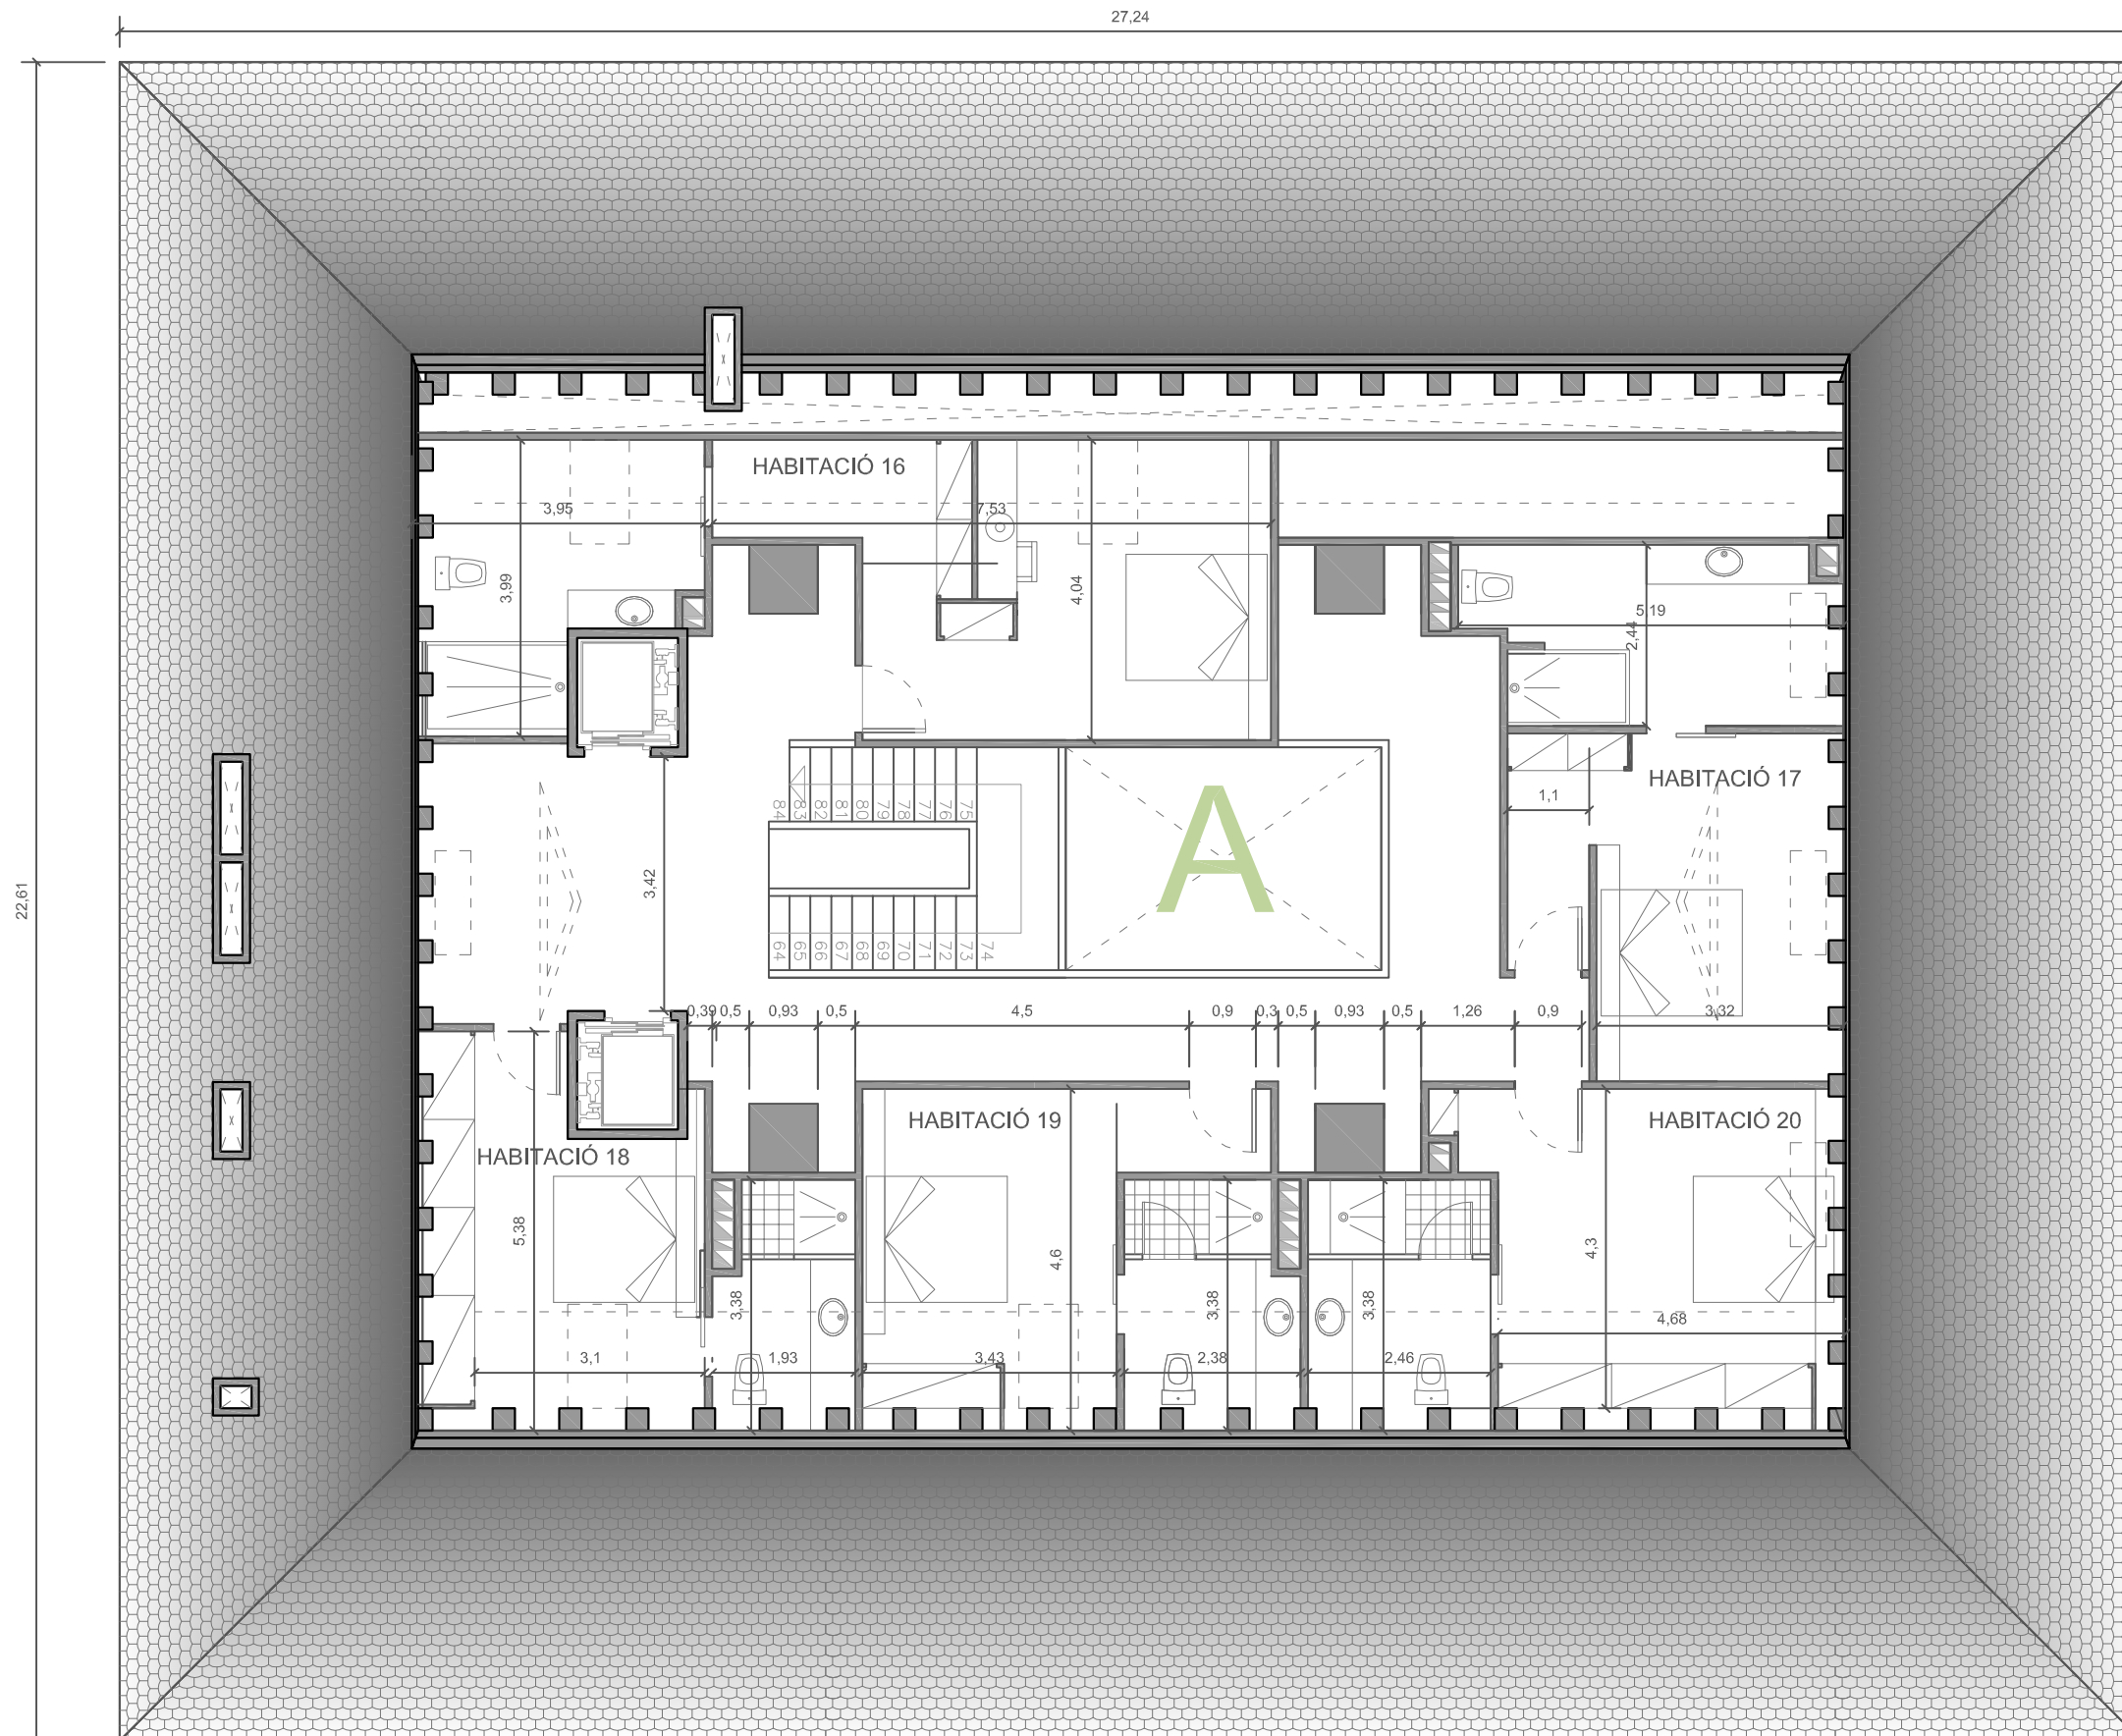 27,24
HABITACIÓ 16
3,95
7,53
3,99
4,04
5,19
2,44
HABITACIÓ 17
1,1
84 83 82 81 80 79 78 77 76 75
A
3,42
22,61
64 65 66 67 68 69 70 71 72 73 74
0,39 0,5 0,93 0,5 4,5 0,9 0,3 0,5 0,93 0,5 1,26 0,9 3,32
HABITACIÓ 19
HABITACIÓ 20
HABITACIÓ 18
5,38
4,6
4,3
3,38
3,38
3,38
4,68
3,1
1,93
3,43
2,38
2,46